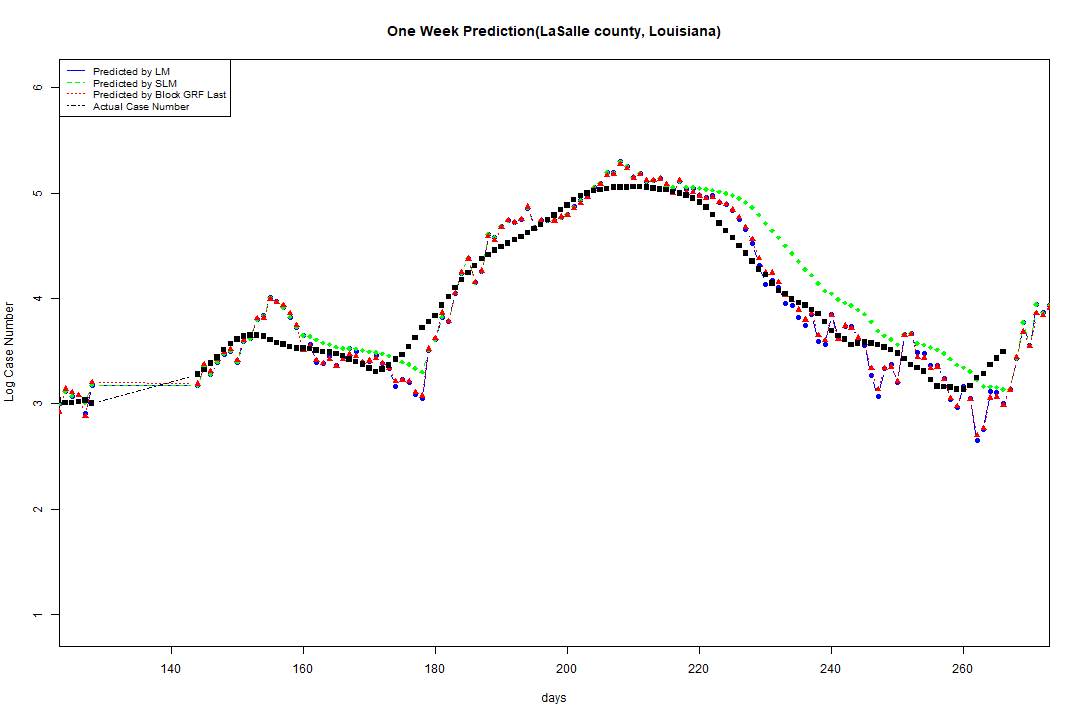 One Week Prediction(LaSalle county, Louisiana)
Predicted by LM
Predicted by SLM
Predicted by Block GRF Last
Actual Case Number
6
5
4
3
2
1
Log Case Number
140 160 180 200 220 240 260
days